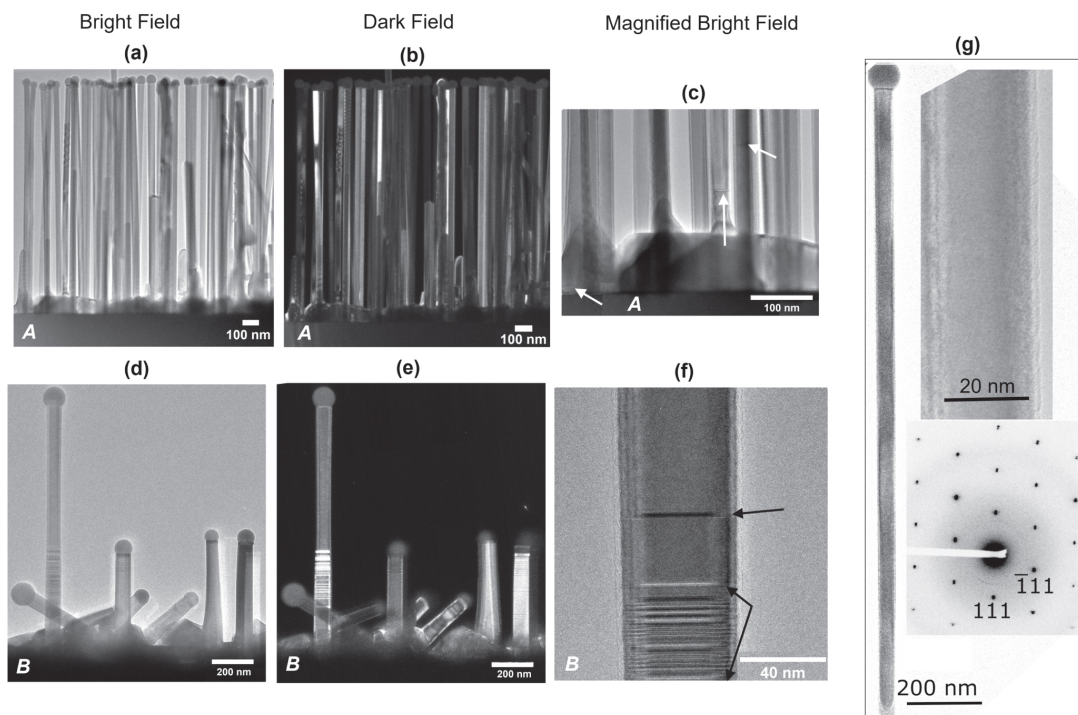 Bright Field
Dark Field
Magnified Bright Field
(a)
(b)
(c)
(g)
A
100 nm
A
100 nm
A
100 nm
(d)
(e)
(f)
B
200 nm
B
200 nm
B
40 nm
20 nm
1̅11
111
200 nm